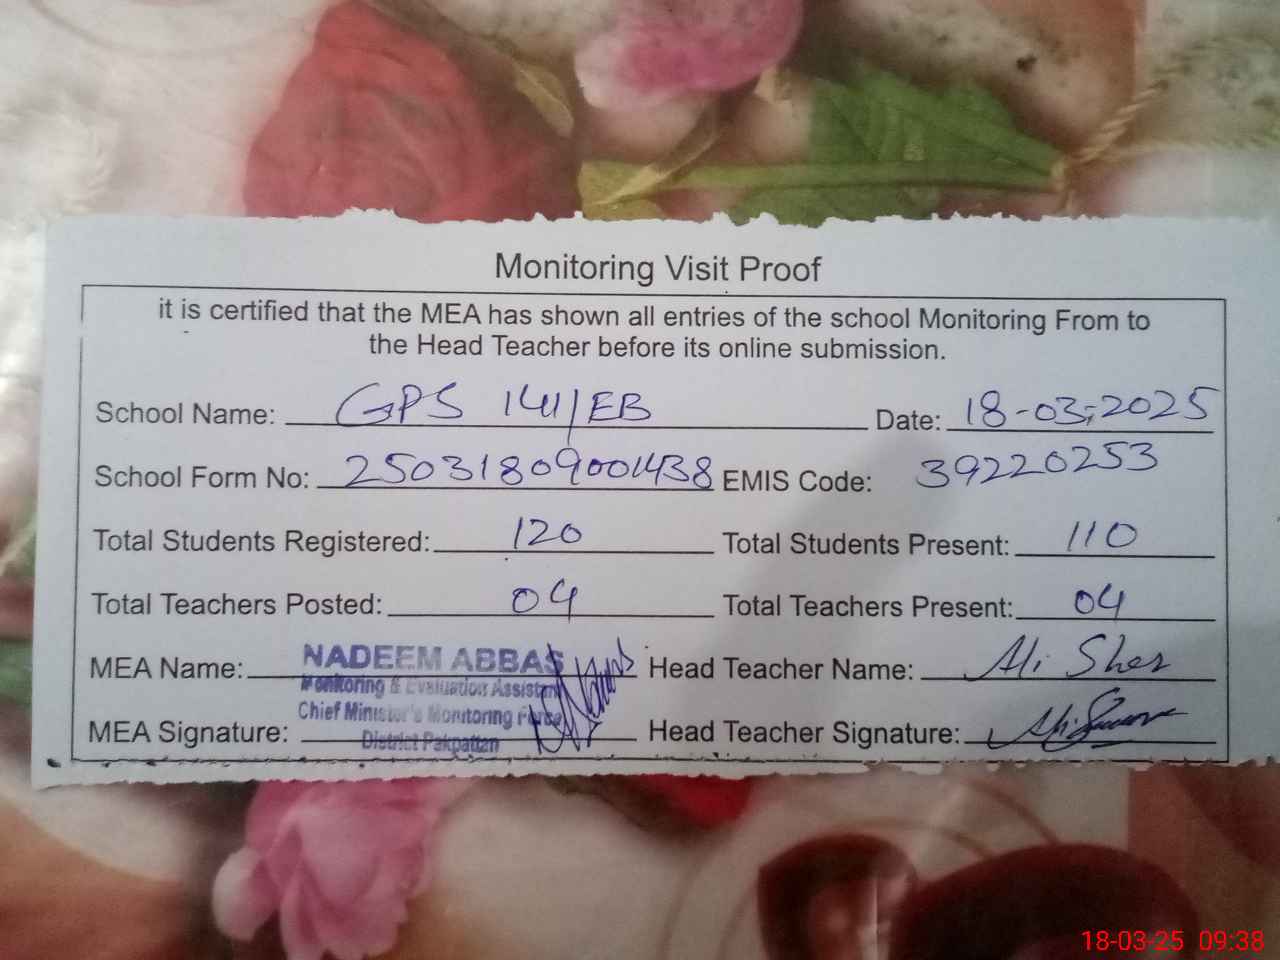 Monitoring Visit Proof
it is certified that the MEA has shown all entries of the school Monitoring From to
the Head Teacher before its online submission.
School Name: GPS 141/EB Date: 18-03-2025
School Form No: 25031809001438 EMIS Code: 39220253
Total Students Registered: 120 Total Students Present: 110
Total Teachers Posted: 04 Total Teachers Present: 04
MEA Name: NADEEM ABBAS Head Teacher Name: Ali Sher
Monitoring & Evaluation Assistant
Chief Minister's Monitoring Force
MEA Signature: District Pakpattan Head Teacher Signature:
18-03-25 09:38